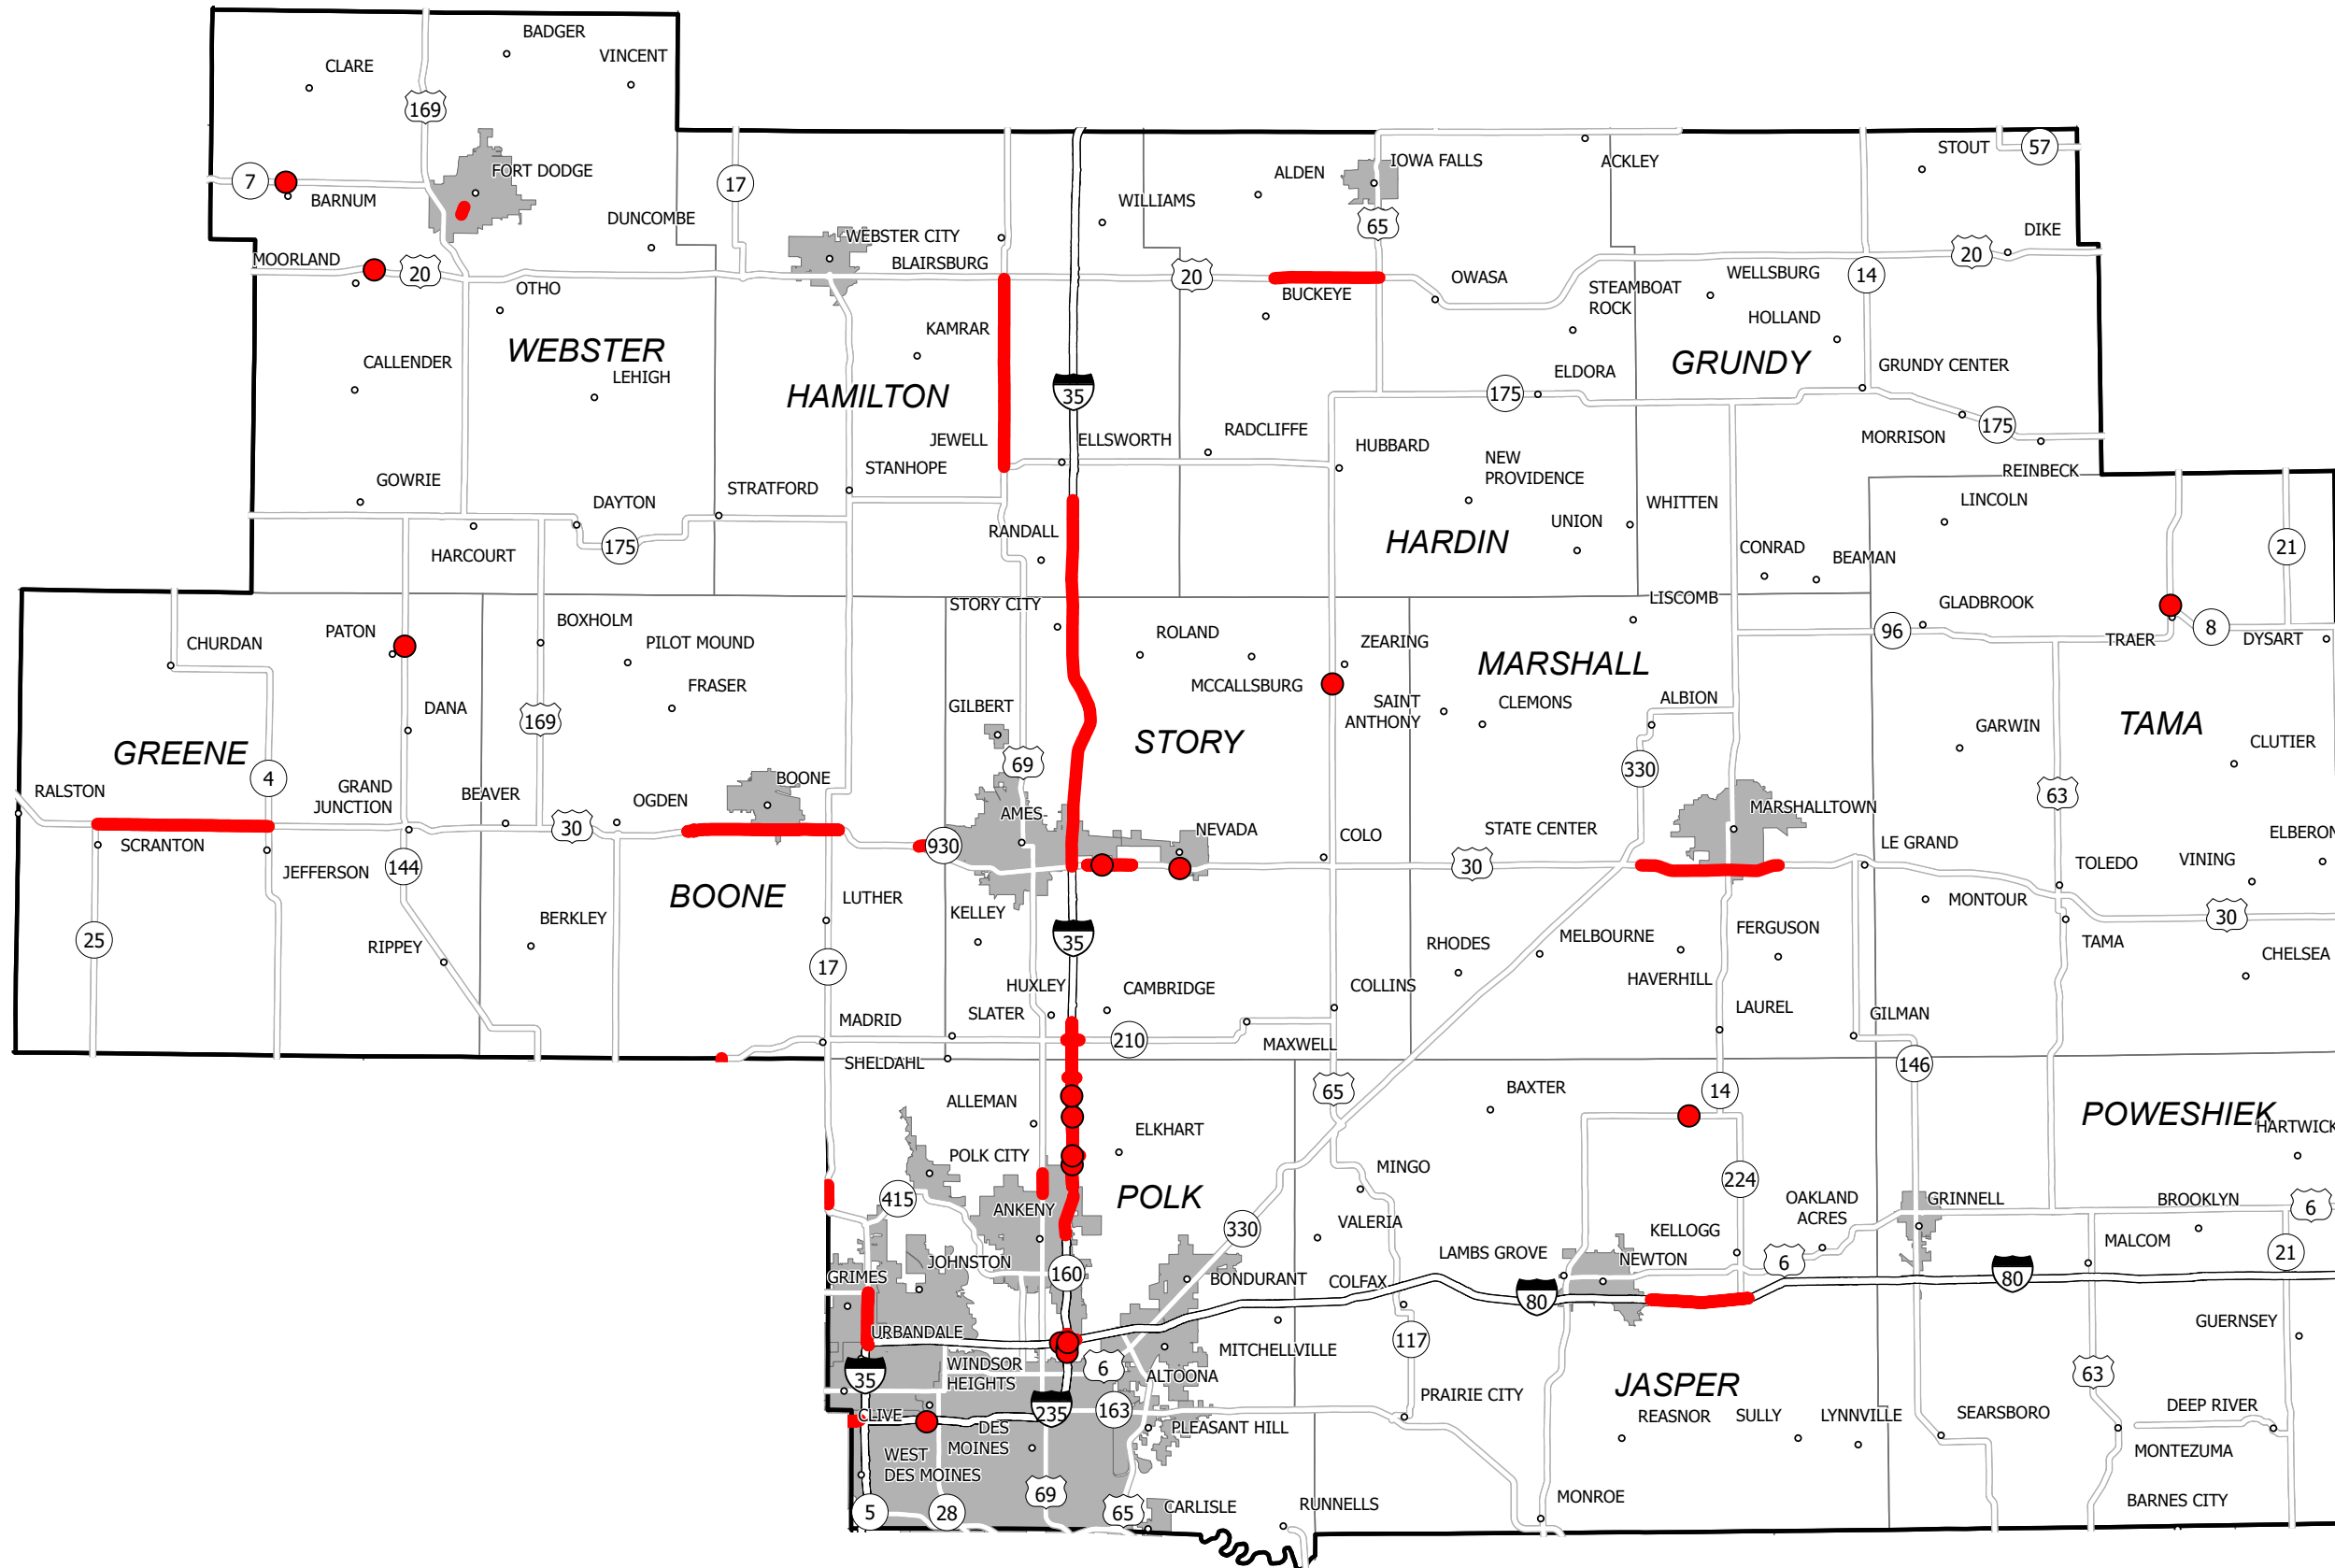 BADGER
VINCENT
CLARE
169
FORT DODGE
7
BARNUM
17
DUNCOMBE
WEBSTER CITY
BLAIRSBURG
WILLIAMS
ALDEN
IOWA FALLS
ACKLEY
STOUT
57
65
DIKE
MOORLAND
20
OTHO
20
BUCKEYE
OWASA
STEAMBOAT
ROCK
WELLSBURG
14
20
HOLLAND
KAMRAR
WEBSTER
CALLENDER
LEHIGH
HAMILTON
35
GRUNDY
GRUNDY CENTER
ELDORA
175
175
MORRISON
REINBECK
JEWELL
ELLSWORTH
RADCLIFFE
HUBBARD
STANHOPE
NEW
PROVIDENCE
GOWRIE
DAYTON
STRATFORD
WHITTEN
LINCOLN
UNION
RANDALL
HARDIN
HARCOURT
175
CONRAD
BEAMAN
21
STORY CITY
LISCOMB
GLADBROOK
PATON
CHURDAN
BOXHOLM
PILOT MOUND
ROLAND
ZEARING
96
TRAER
8
DYSART
MARSHALL
FRASER
MCCALLSBURG
SAINT
ANTHONY
CLEMONS
ALBION
DANA
169
GILBERT
GARWIN
TAMA
CLUTIER
GREENE
STORY
4
69
330
RALSTON
GRAND
JUNCTION
BEAVER
OGDEN
BOONE
63
AMES
NEVADA
MARSHALLTOWN
30
COLO
STATE CENTER
ELBERON
SCRANTON
930
LE GRAND
JEFFERSON
144
30
TOLEDO
VINING
BOONE
LUTHER
MONTOUR
30
BERKLEY
KELLEY
25
35
RHODES
MELBOURNE
FERGUSON
TAMA
RIPPEY
17
CHELSEA
HAVERHILL
HUXLEY
CAMBRIDGE
COLLINS
LAUREL
MADRID
SLATER
GILMAN
210
MAXWELL
SHELDAHL
146
65
BAXTER
14
ALLEMAN
POWESHIEK
HARTWICK
ELKHART
POLK CITY
MINGO
224
415
POLK
ANKENY
OAKLAND
ACRES
GRINNELL
BROOKLYN
6
330
VALERIA
KELLOGG
LAMBS GROVE
NEWTON
6
MALCOM
21
JOHNSTON
GRIMES
160
BONDURANT
COLFAX
80
80
URBANDALE
MITCHELLVILLE
117
GUERNSEY
WINDSOR
HEIGHTS
6
ALTOONA
35
63
JASPER
PRAIRIE CITY
CLIVE
235
163
REASNOR
SULLY
LYNNVILLE
SEARSBORO
DEEP RIVER
DES
MOINES
PLEASANT HILL
WEST
DES MOINES
MONTEZUMA
69
5
28
65
CARLISLE
RUNNELLS
MONROE
BARNES CITY